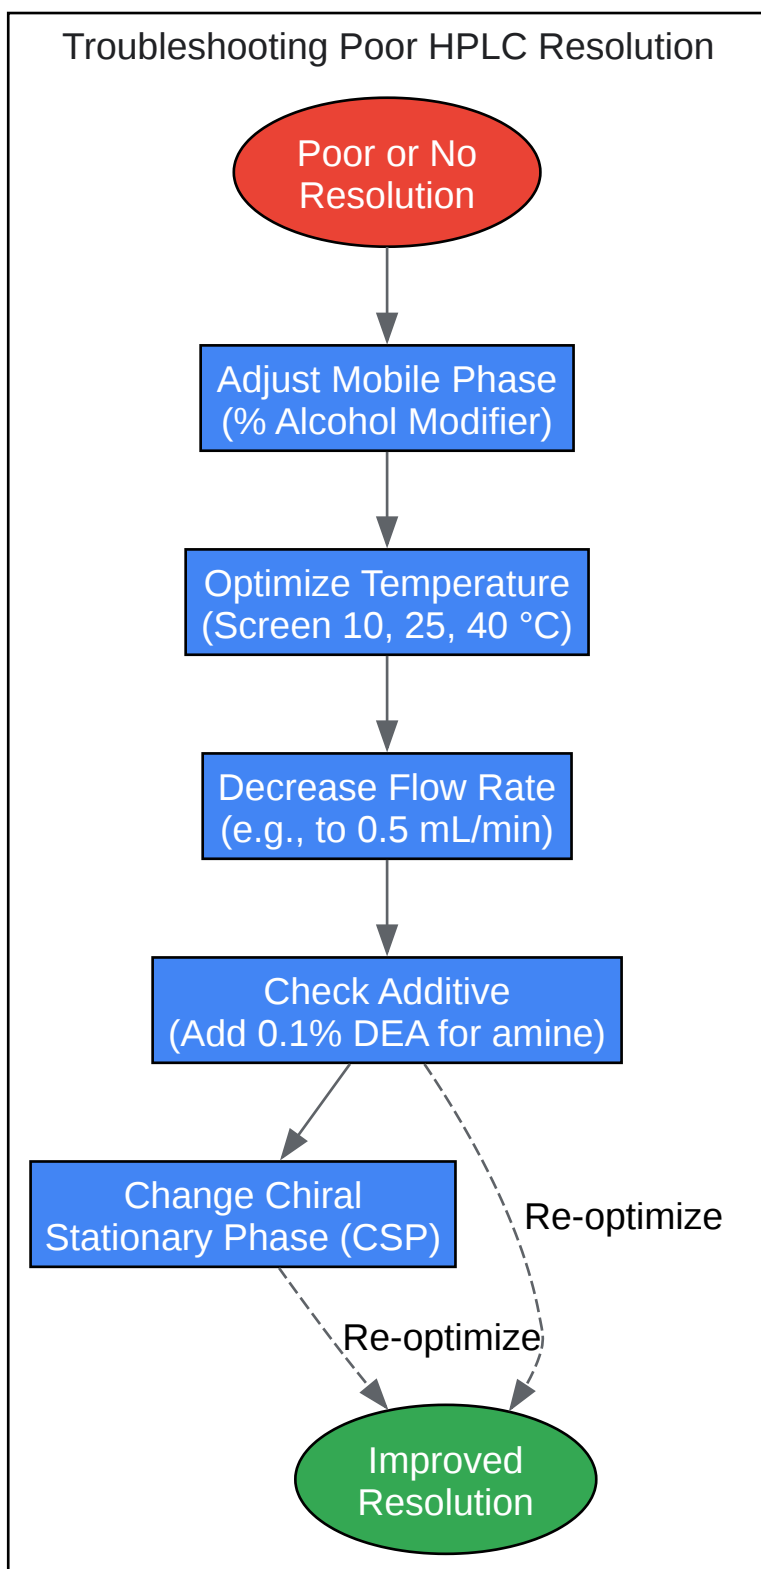 Troubleshooting Poor HPLC Resolution
Poor or No
Resolution
Adjust Mobile Phase
(% Alcohol Modifier)
Optimize Temperature
(Screen 10, 25, 40 °C)
Decrease Flow Rate
(e.g., to 0.5 mL/min)
Check Additive
(Add 0.1% DEA for amine)
Change Chiral
Stationary Phase (CSP)
Re-optimize
Re-optimize
Improved
Resolution